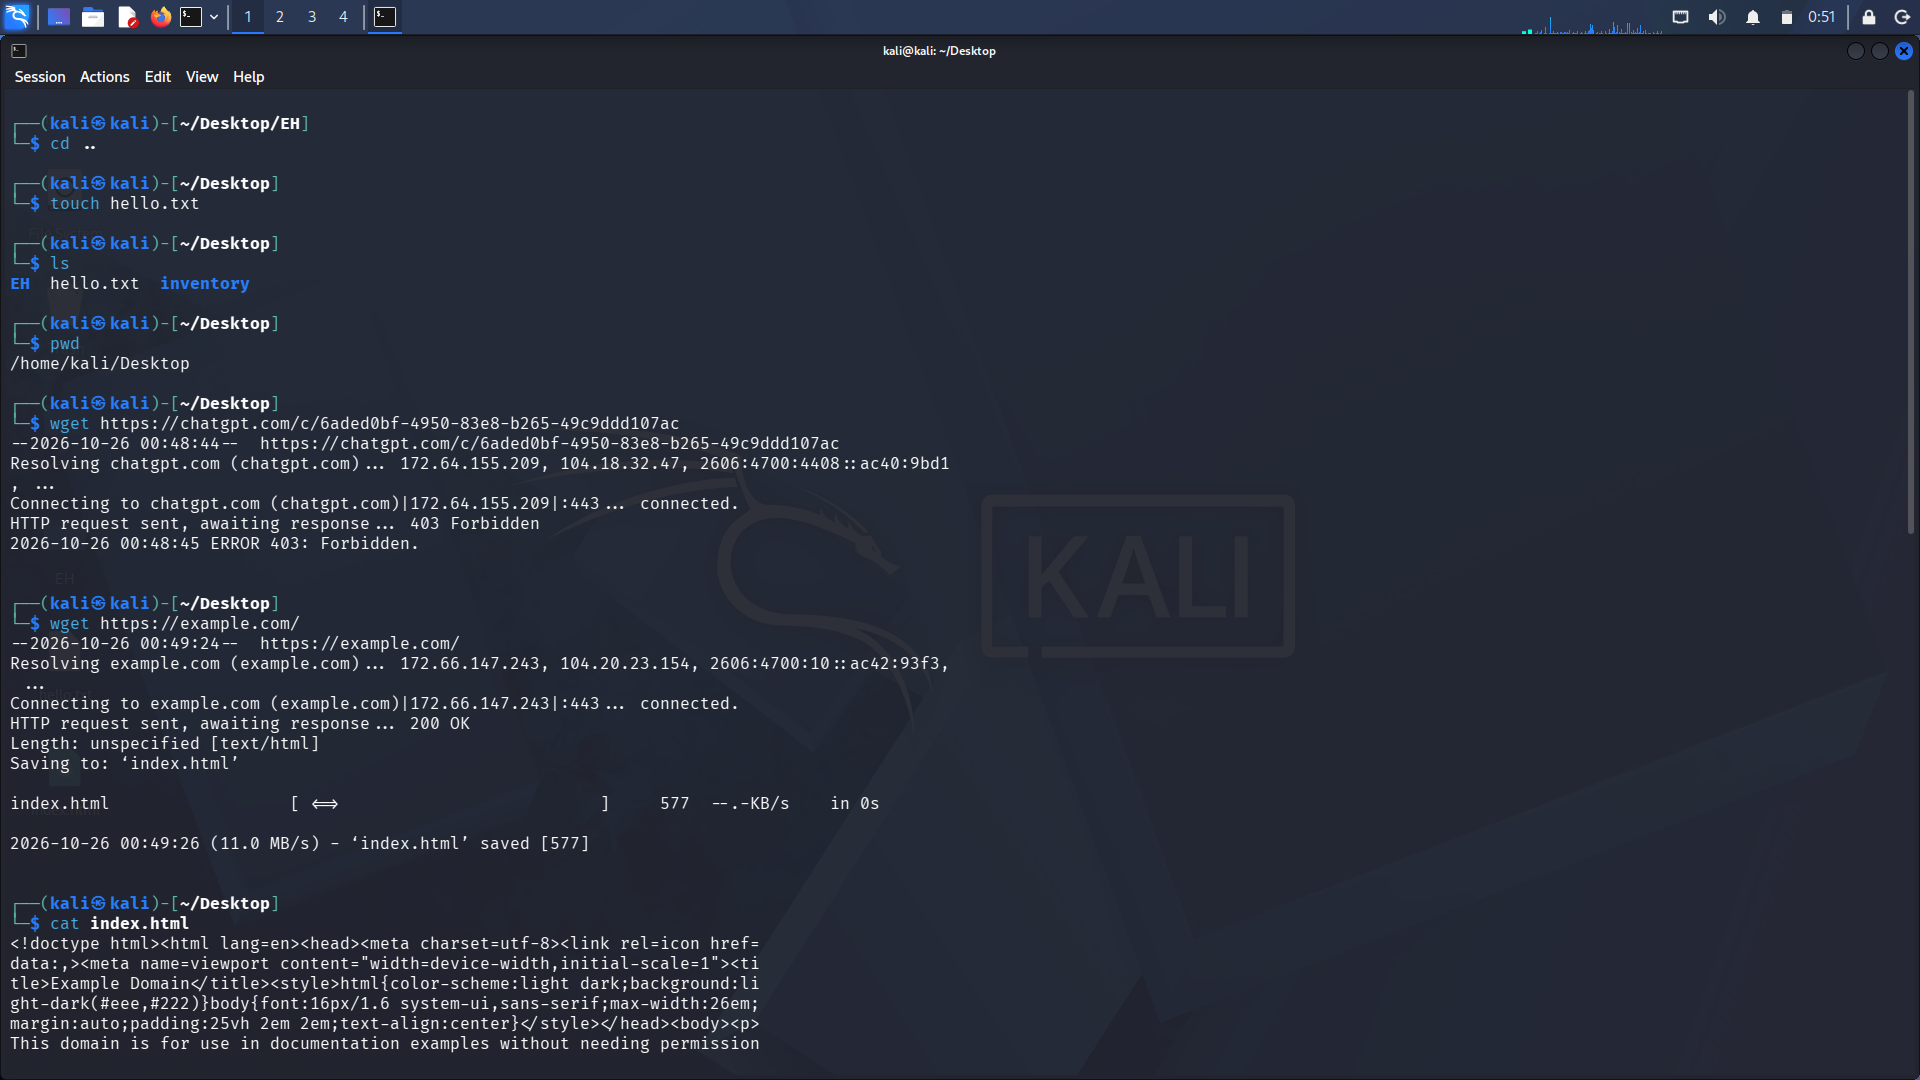 1 2 3 4
0:51
kali@kali: ~/Desktop
Session Actions Edit View Help
┌──(kali㉿kali)-[~/Desktop/EH]
└─$ cd ..
┌──(kali㉿kali)-[~/Desktop]
└─$ touch hello.txt
┌──(kali㉿kali)-[~/Desktop]
└─$ ls
EH  hello.txt  inventory
┌──(kali㉿kali)-[~/Desktop]
└─$ pwd
/home/kali/Desktop
┌──(kali㉿kali)-[~/Desktop]
└─$ wget https://chatgpt.com/c/6aded0bf-4950-83e8-b265-49c9ddd107ac
--2026-10-26 00:48:44--  https://chatgpt.com/c/6aded0bf-4950-83e8-b265-49c9ddd107ac
Resolving chatgpt.com (chatgpt.com)... 172.64.155.209, 104.18.32.47, 2606:4700:4408::ac40:9bd1
, ...
Connecting to chatgpt.com (chatgpt.com)|172.64.155.209|:443... connected.
HTTP request sent, awaiting response... 403 Forbidden
2026-10-26 00:48:45 ERROR 403: Forbidden.
EH
KALI
┌──(kali㉿kali)-[~/Desktop]
└─$ wget https://example.com/
--2026-10-26 00:49:24--  https://example.com/
Resolving example.com (example.com)... 172.66.147.243, 104.20.23.154, 2606:4700:10::ac42:93f3,
 ...
Connecting to example.com (example.com)|172.66.147.243|:443... connected.
HTTP request sent, awaiting response... 200 OK
Length: unspecified [text/html]
Saving to: ‘index.html’
index.html                  [ <=>                          ]     577  --.-KB/s    in 0s
2026-10-26 00:49:26 (11.0 MB/s) - ‘index.html’ saved [577]
┌──(kali㉿kali)-[~/Desktop]
└─$ cat index.html
<!doctype html><html lang=en><head><meta charset=utf-8><link rel=icon href=
data:,><meta name=viewport content="width=device-width,initial-scale=1"><ti
tle>Example Domain</title><style>html{color-scheme:light dark;background:li
ght-dark(#eee,#222)}body{font:16px/1.6 system-ui,sans-serif;max-width:26em;
margin:auto;padding:25vh 2em 2em;text-align:center}</style></head><body><p>
This domain is for use in documentation examples without needing permission